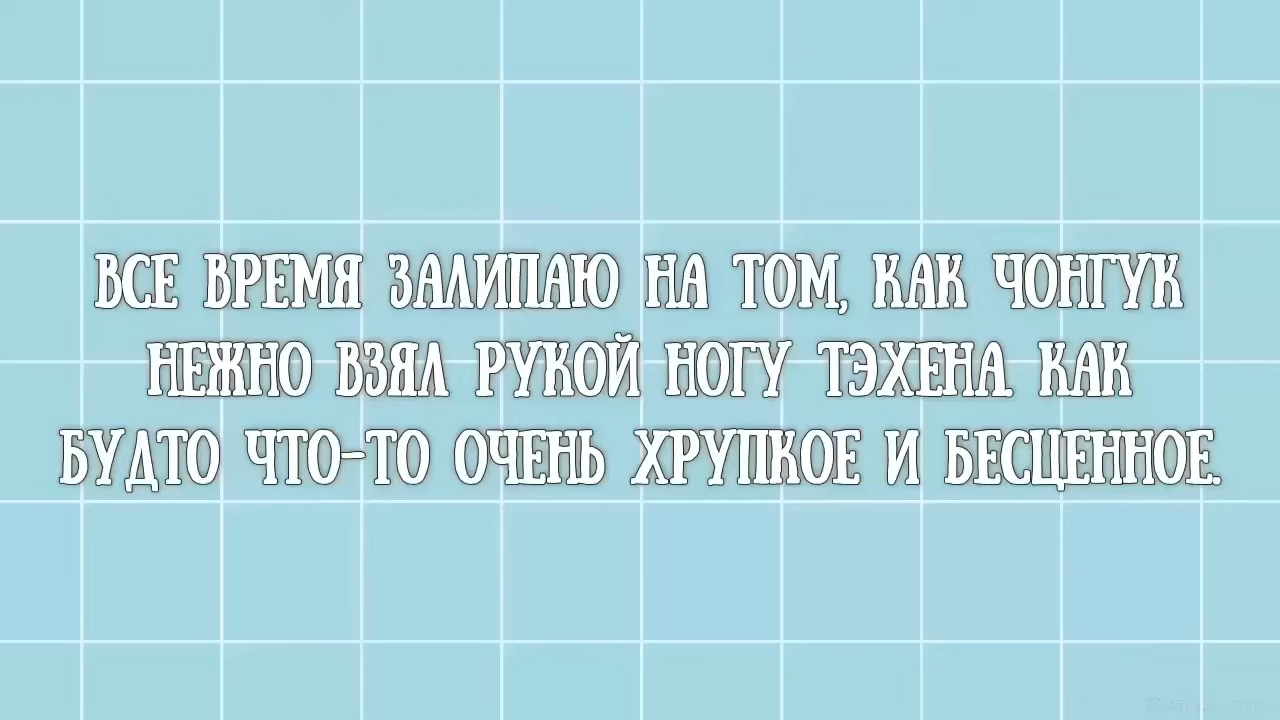 ВСЕ ВРЕМЯ ЗАЛИПАЮ НА ТОМ, КАК ЧОНГУК
НЕЖНО ВЗЯЛ РУКОЙ НОГУ ТЭХЕНА. КАК
БУДТО ЧТО-ТО ОЧЕНЬ ХРУПКОЕ И БЕСЦЕННОЕ.